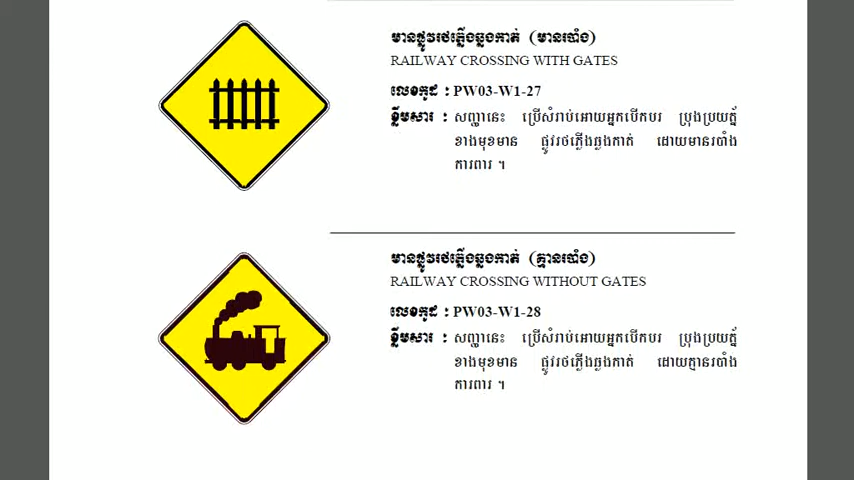 មានផ្លូវរថភ្លើងឆ្លងកាត់ (មានរបាំង)
RAILWAY CROSSING WITH GATES
លេខកូដ : PW03-W1-27
ខ្លឹមសារ : សញ្ញានេះ ប្រើសំរាប់អោយអ្នកបើកបរ ប្រុងប្រយត្ន័
ខាងមុខមាន ផ្លូវរថភ្លើងឆ្លងកាត់ ដោយមានរបាំង
ការពារ ។
មានផ្លូវរថភ្លើងឆ្លងកាត់ (គ្មានរបាំង)
RAILWAY CROSSING WITHOUT GATES
លេខកូដ : PW03-W1-28
ខ្លឹមសារ : សញ្ញានេះ ប្រើសំរាប់អោយអ្នកបើកបរ ប្រុងប្រយត្ន័
ខាងមុខមាន ផ្លូវរថភ្លើងឆ្លងកាត់ ដោយគ្មានរបាំង
ការពារ ។